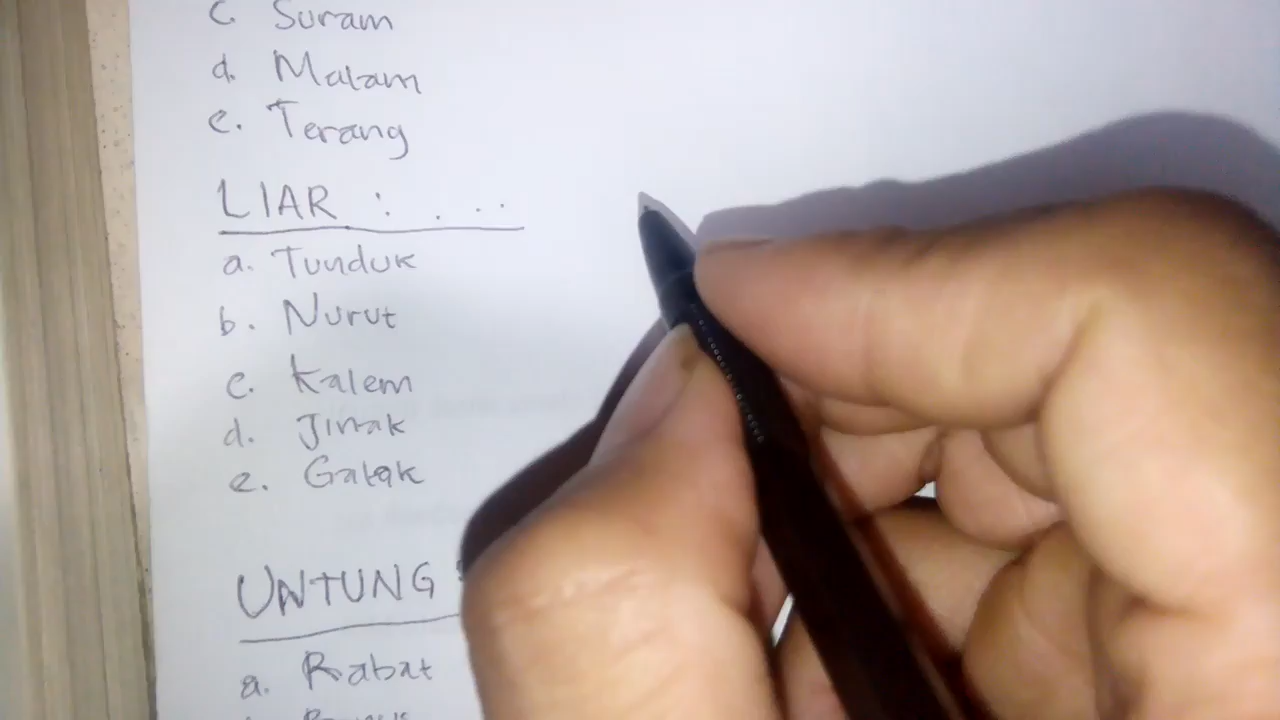 c. Suram
d. Malam
e. Terang
LIAR : . . .
a. Tunduk
b. Nurut
c. Kalem
d. Jinak
e. Galak
UNTUNG
a. Rabat